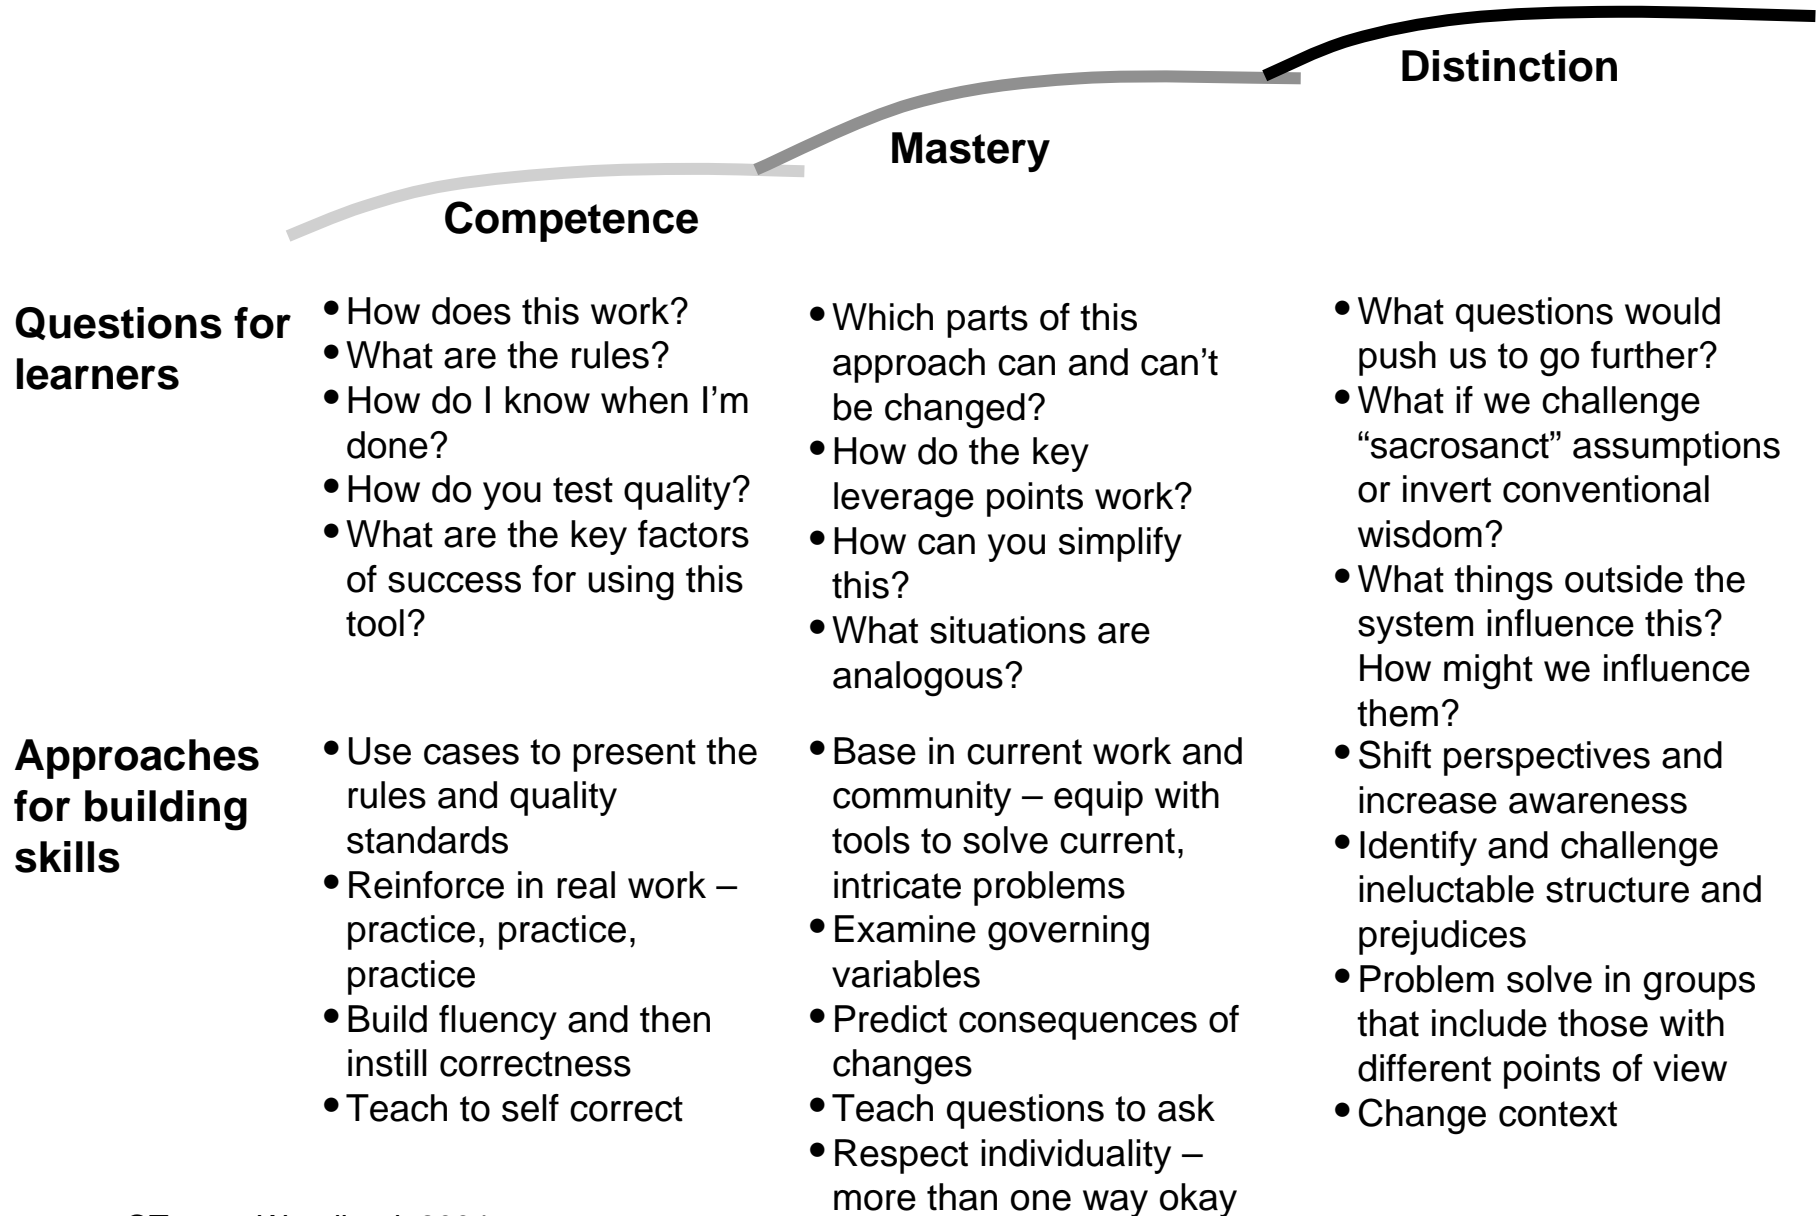 Distinction
Mastery
Competence
Questions for
learners
• How does this work?
• What are the rules?
• How do I know when I’m
done?
• How do you test quality?
• What are the key factors
of success for using this
tool?
• Which parts of this
approach can and can’t
be changed?
• How do the key
leverage points work?
• How can you simplify
this?
• What situations are
analogous?
• What questions would
push us to go further?
• What if we challenge
“sacrosanct” assumptions
or invert conventional
wisdom?
• What things outside the
system influence this?
How might we influence
them?
Approaches
for building
skills
• Use cases to present the
rules and quality
standards
• Reinforce in real work –
practice, practice,
practice
• Build fluency and then
instill correctness
• Teach to self correct
• Base in current work and
community – equip with
tools to solve current,
intricate problems
• Examine governing
variables
• Predict consequences of
changes
• Teach questions to ask
• Respect individuality –
more than one way okay
• Shift perspectives and
increase awareness
• Identify and challenge
ineluctable structure and
prejudices
• Problem solve in groups
that include those with
different points of view
• Change context